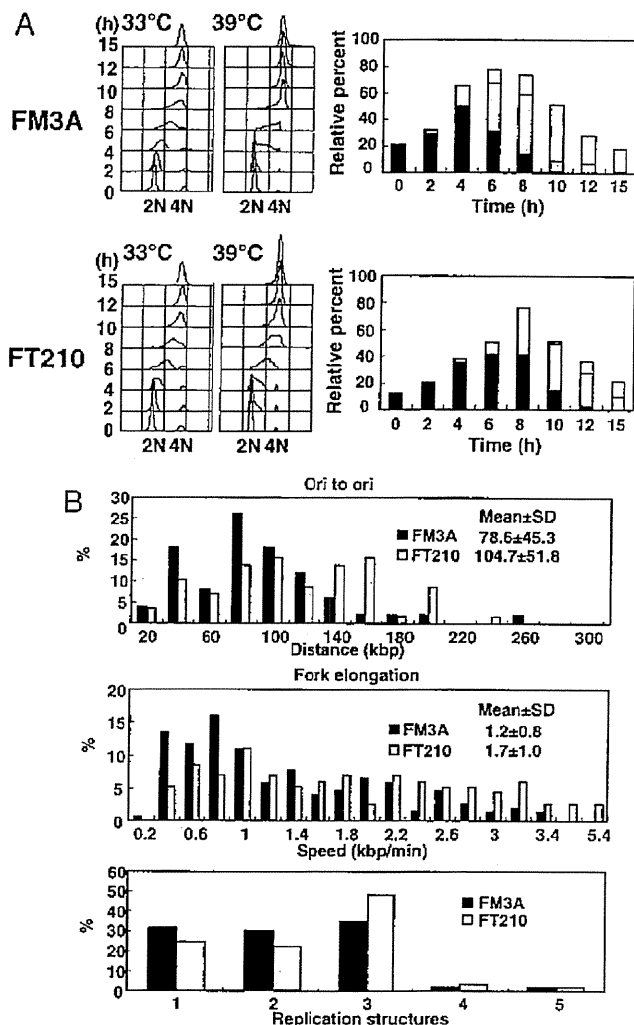 A
33°C 39°C
(h)
15
12
10
8
6
4
2
0
FM3A
2N 4N 2N 4N
Relative percent
100
80
60
40
20
0
0 2 4 6 8 10 12 15
Time (h)
33°C 39°C
(h)
15
14
12
10
8
6
4
2
0
FT210
2N 4N 2N 4N
Relative percent
100
80
60
40
20
0
0 2 4 6 8 10 12 15
Time (h)
B
Ori to ori
%
30
25
20
15
10
5
0
Mean±SD
FM3A 78.6±45.3
FT210 104.7±51.8
20 60 100 140 180 220 260 300
Distance (kbp)
Fork elongation
%
20
15
10
5
0
Mean±SD
FM3A 1.2±0.8
FT210 1.7±1.0
0.2 0.6 1 1.4 1.8 2.2 2.6 3 3.4 5.4
Speed (kbp/min)
%
60
50
40
30
20
10
0
FM3A
FT210
1 2 3 4 5
Replication structures